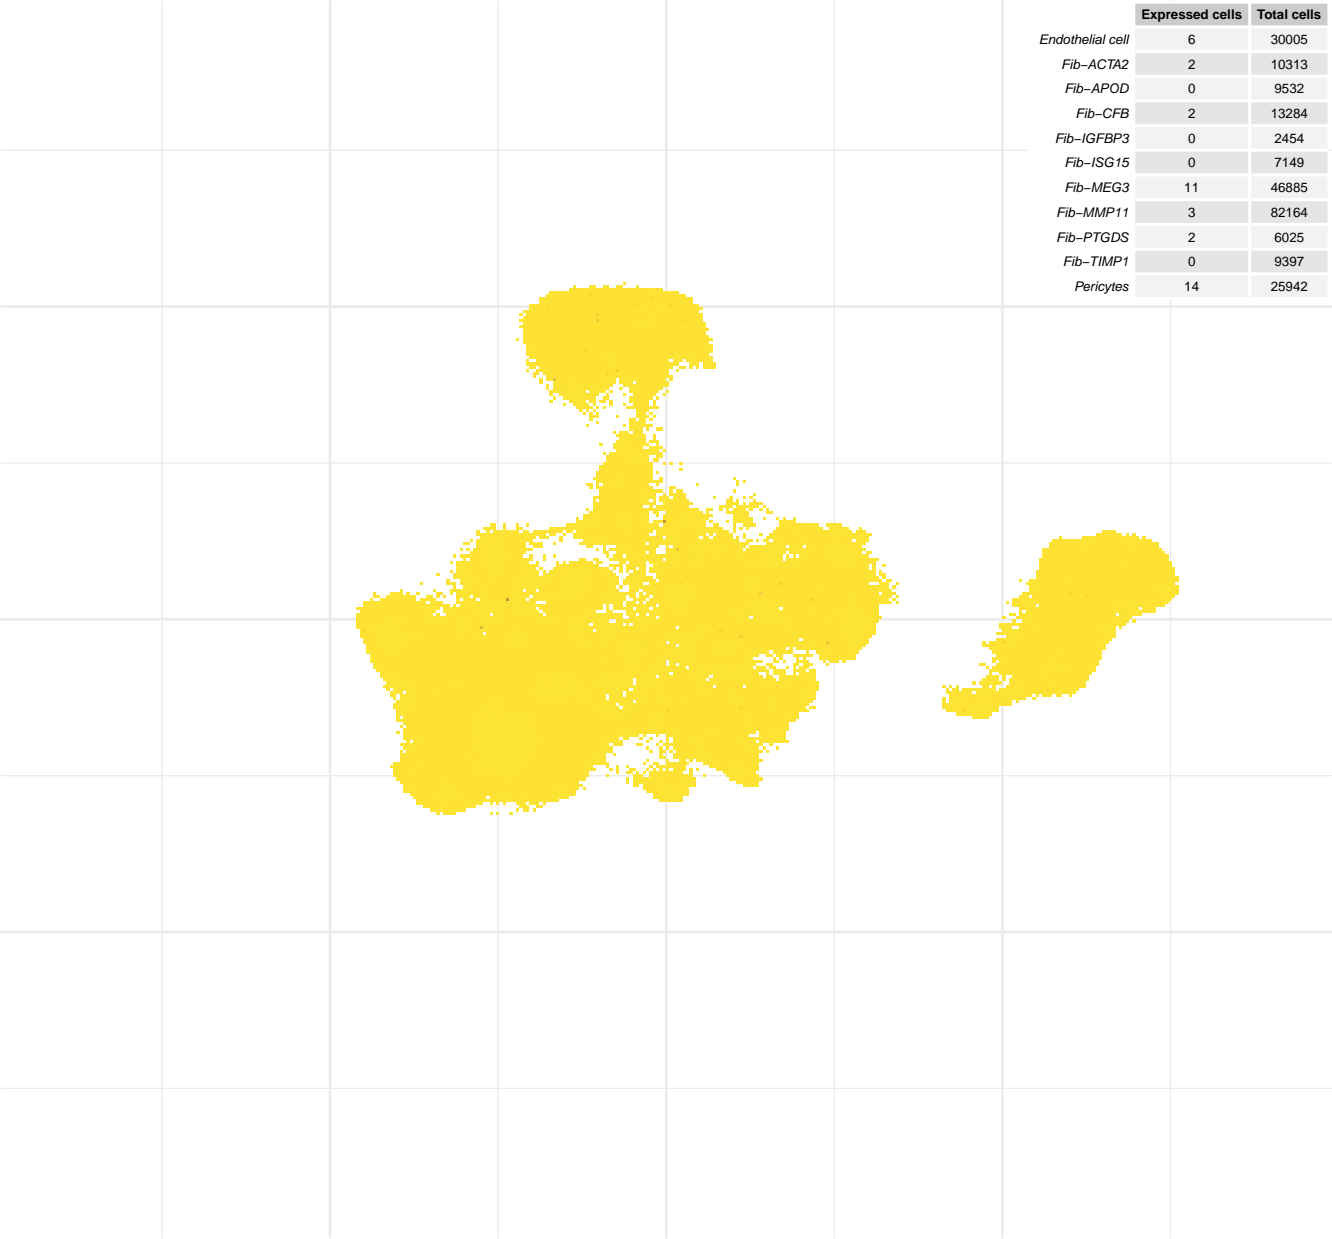 Expressed cells Total cells
Endothelial cell 6 30005
Fib−ACTA2 2 10313
Fib−APOD 0 9532
Fib−CFB 2 13284
Fib−IGFBP3 0 2454
Fib−ISG15 0 7149
Fib−MEG3 11 46885
Fib−MMP11 3 82164
Fib−PTGDS 2 6025
Fib−TIMP1 0 9397
Pericytes 14 25942